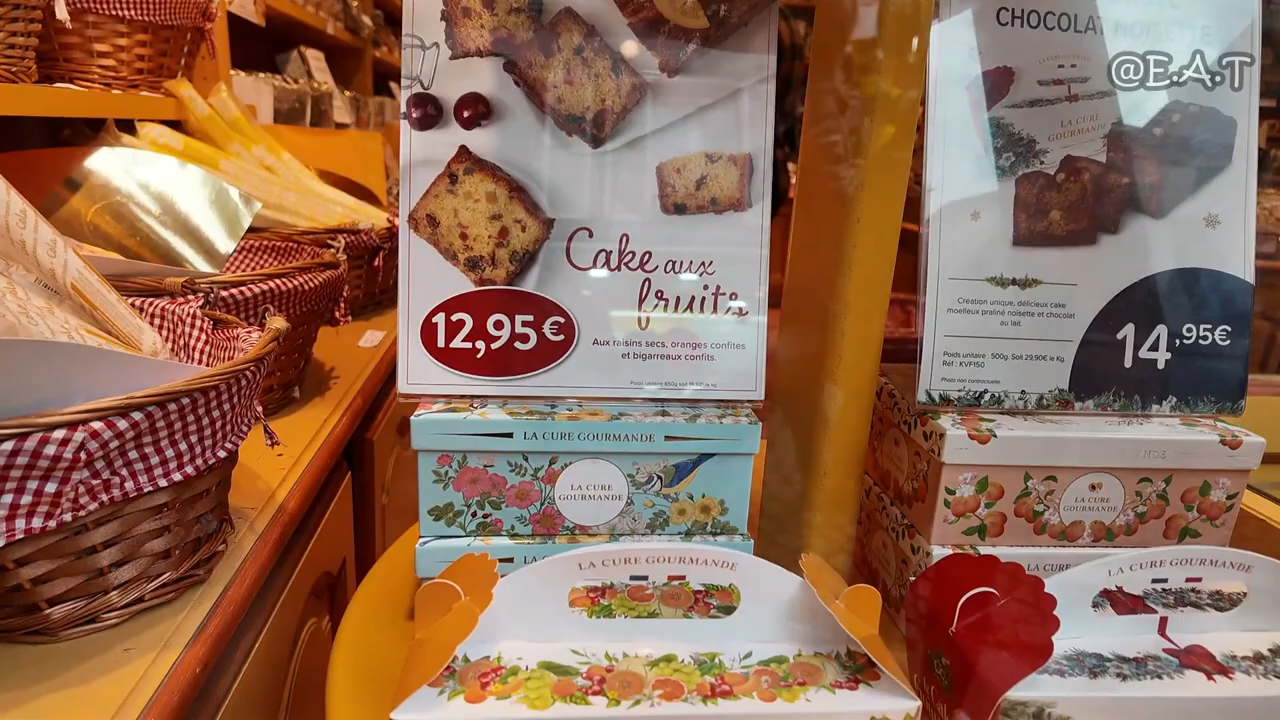 CHOCOLAT NOISETTE
@E.A.T
LA CURE
GOURMANDE
Cake aux
fruits
12,95€
Aux raisins secs, oranges confites
et bigarreaux confits.
Création unique, délicieux cake
moelleux praliné noisette et chocolat
au lait.
14,95€
Poids unitaire : 500g. Soit 29,90€ le Kg.
Réf : KVF150
Photo non contractuelle.
LA CURE GOURMANDE
LA CURE
GOURMANDE
LA CURE
GOURMANDE
LA CURE GOURMANDE
LA CURE GOURMANDE